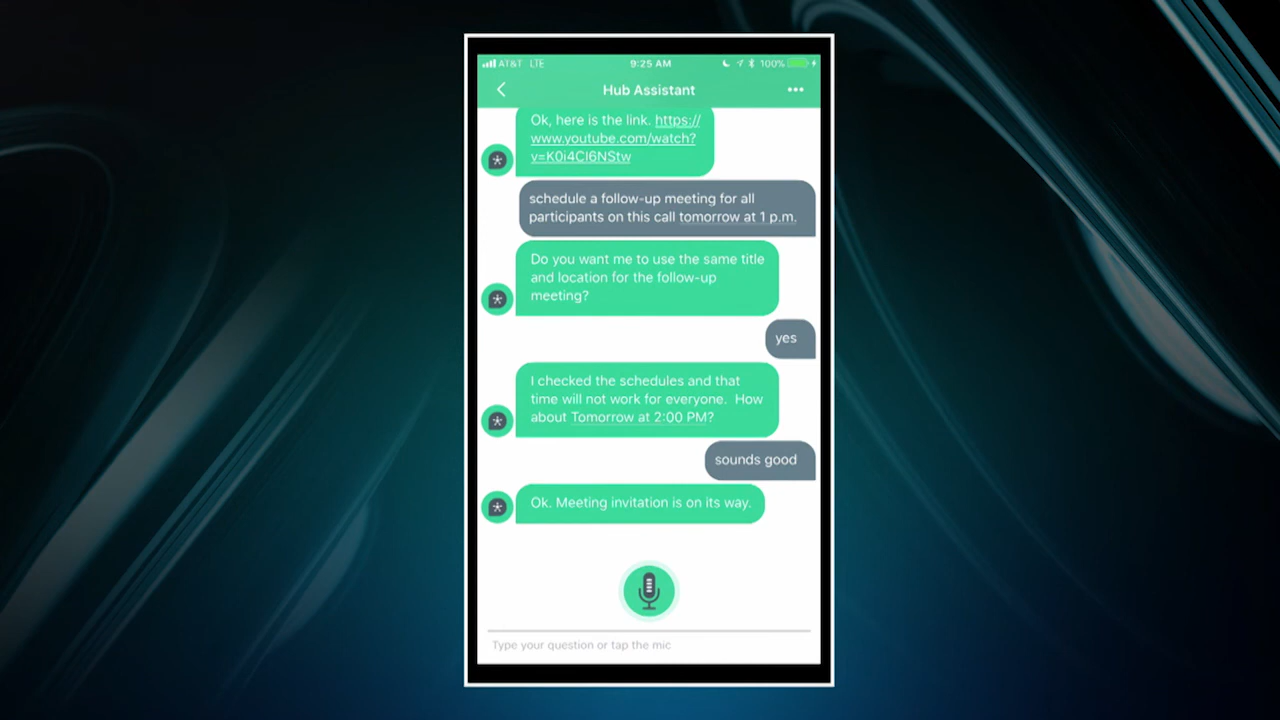 AT&T LTE 9:25 AM 100%
Hub Assistant
Ok, here is the link. https://
www.youtube.com/watch?
v=K0i4CI6NStw
schedule a follow-up meeting for all
participants on this call tomorrow at 1 p.m.
Do you want me to use the same title
and location for the follow-up
meeting?
yes
I checked the schedules and that
time will not work for everyone. How
about Tomorrow at 2:00 PM?
sounds good
Ok. Meeting invitation is on its way.
Type your question or tap the mic